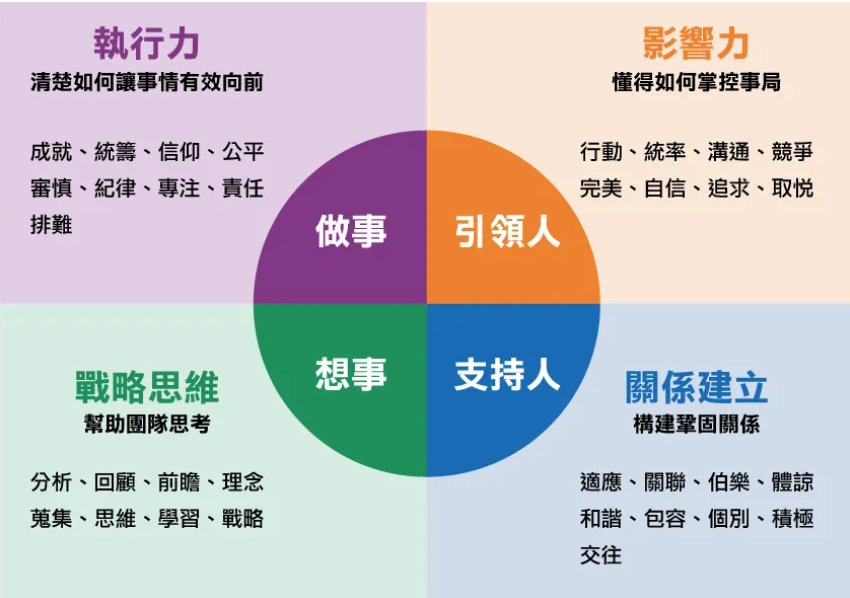 執行力
清楚如何讓事情有效向前
成就、統籌、信仰、公平
審慎、紀律、專注、責任
排難
做事
影響力
懂得如何掌控事局
行動、統率、溝通、競爭
完美、自信、追求、取悅
引領人
戰略思維
幫助團隊思考
分析、回顧、前瞻、理念
蒐集、思維、學習、戰略
想事
關係建立
構建鞏固關係
適應、關聯、伯樂、體諒
和諧、包容、個別、積極
交往
支持人